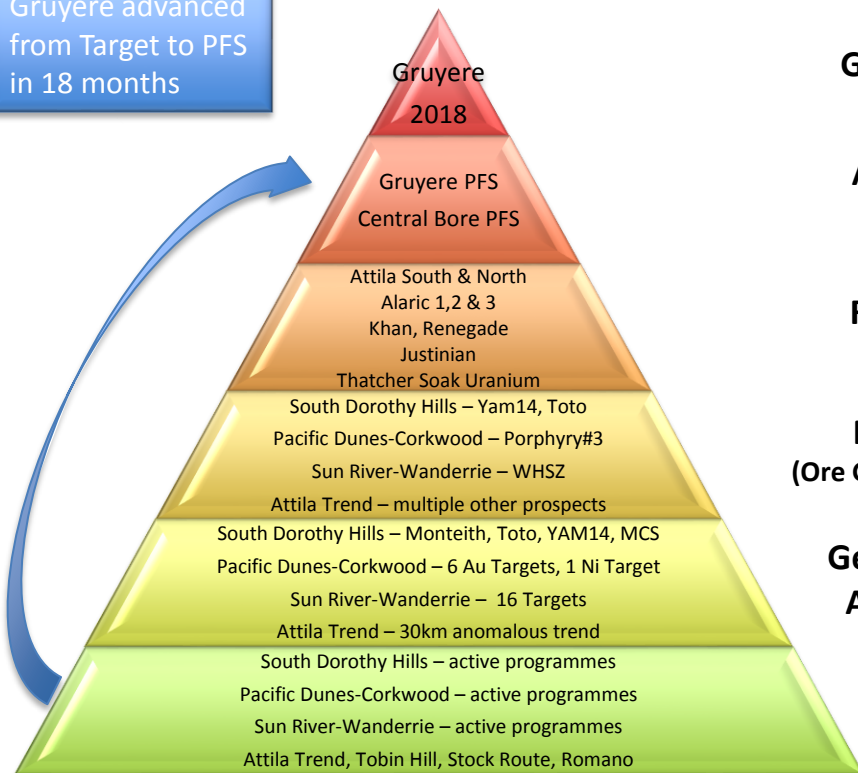 Gruyere advanced
from Target to PFS
in 18 months
Gruyere
2018
Gruyere PFS
Central Bore PFS
Attila South & North
Alaric 1,2 & 3
Khan, Renegade
Justinian
Thatcher Soak Uranium
South Dorothy Hills – Yam14, Toto
Pacific Dunes-Corkwood – Porphyry#3
Sun River-Wanderrie – WHSZ
Attila Trend – multiple other prospects
(Ore
South Dorothy Hills – Monteith, Toto, YAM14, MCS
Pacific Dunes-Corkwood – 6 Au Targets, 1 Ni Target
Sun River-Wanderrie – 16 Targets
Attila Trend – 30km anomalous trend
South Dorothy Hills – active programmes
Pacific Dunes-Corkwood – active programmes
Sun River-Wanderrie – active programmes
Attila Trend, Tobin Hill, Stock Route, Romano